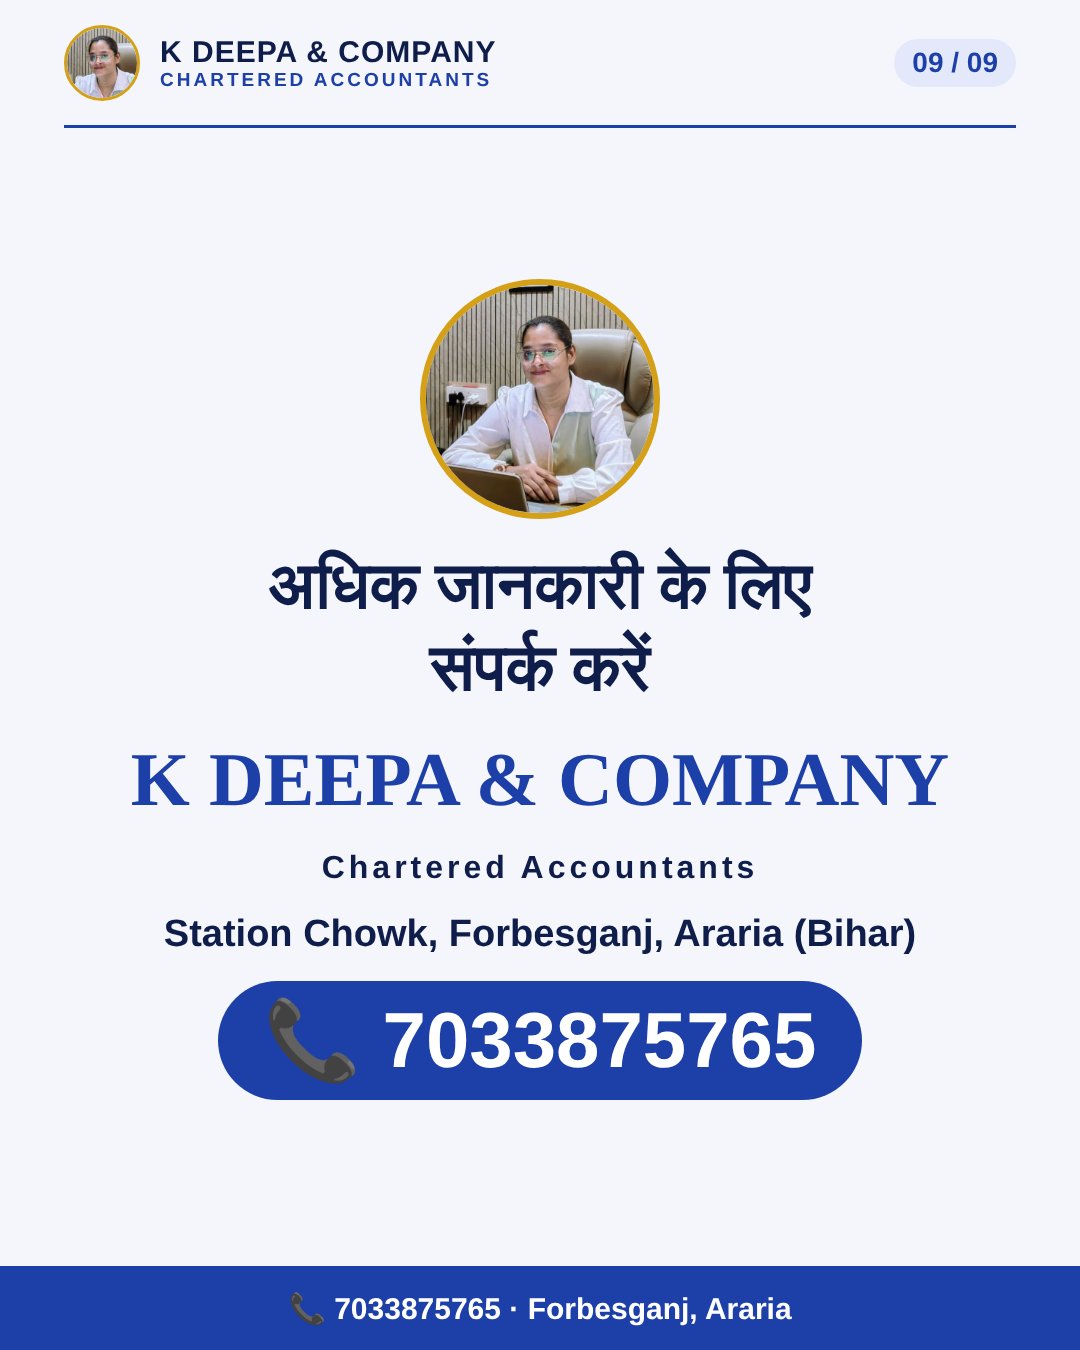 K DEEPA & COMPANY
CHARTERED ACCOUNTANTS
09 / 09
अधिक जानकारी के लिए
संपर्क करें
K DEEPA & COMPANY
Chartered Accountants
Station Chowk, Forbesganj, Araria (Bihar)
📞 7033875765
📞 7033875765 · Forbesganj, Araria